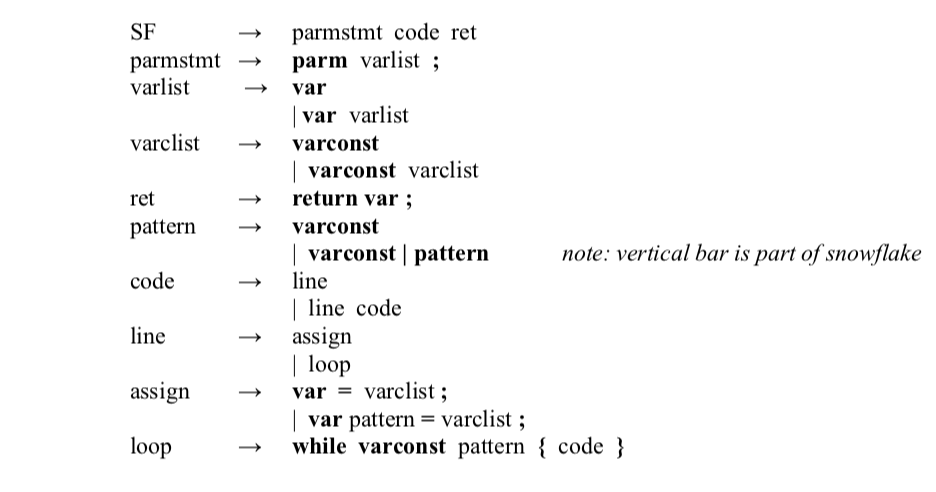 SF → parmstmt code ret
parmstmt → parm varlist ;
varlist → var
| var varlist
varclist → varconst
| varconst varclist
ret → return var ;
pattern → varconst
| varconst | pattern note: vertical bar is part of snowflake
code → line
| line code
line → assign
| loop
assign → var = varclist ;
| var pattern = varclist ;
loop → while varconst pattern { code }